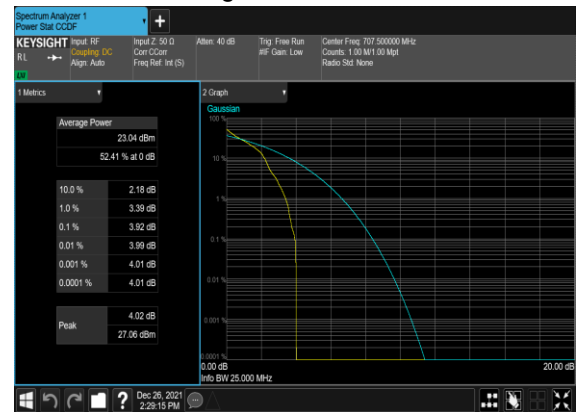 Spectrum Analyzer 1
Power Stat CCDF
+
KEYSIGHT
RL
Input: RF
Coupling: DC
Align: Auto
Input Z: 50 Ω
Corr CCorr
Freq Ref: Int (S)
Atten: 40 dB
Trig: Free Run
#IF Gain: Low
Center Freq: 707.500000 MHz
Counts: 1.00 M/1.00 Mpt
Radio Std: None
LW
1 Metrics
Average Power
23.04 dBm
52.41 % at 0 dB
10.0 % 2.18 dB
1.0 % 3.39 dB
0.1 % 3.92 dB
0.01 % 3.99 dB
0.001 % 4.01 dB
0.0001 % 4.01 dB
Peak
4.02 dB
27.06 dBm
2 Graph
Gaussian
100 %
10 %
1 %
0.1 %
0.01 %
0.001 %
0.0001 %
0.00 dB 20.00 dB
Info BW 25.000 MHz
?
Dec 26, 2021
2:29:15 PM